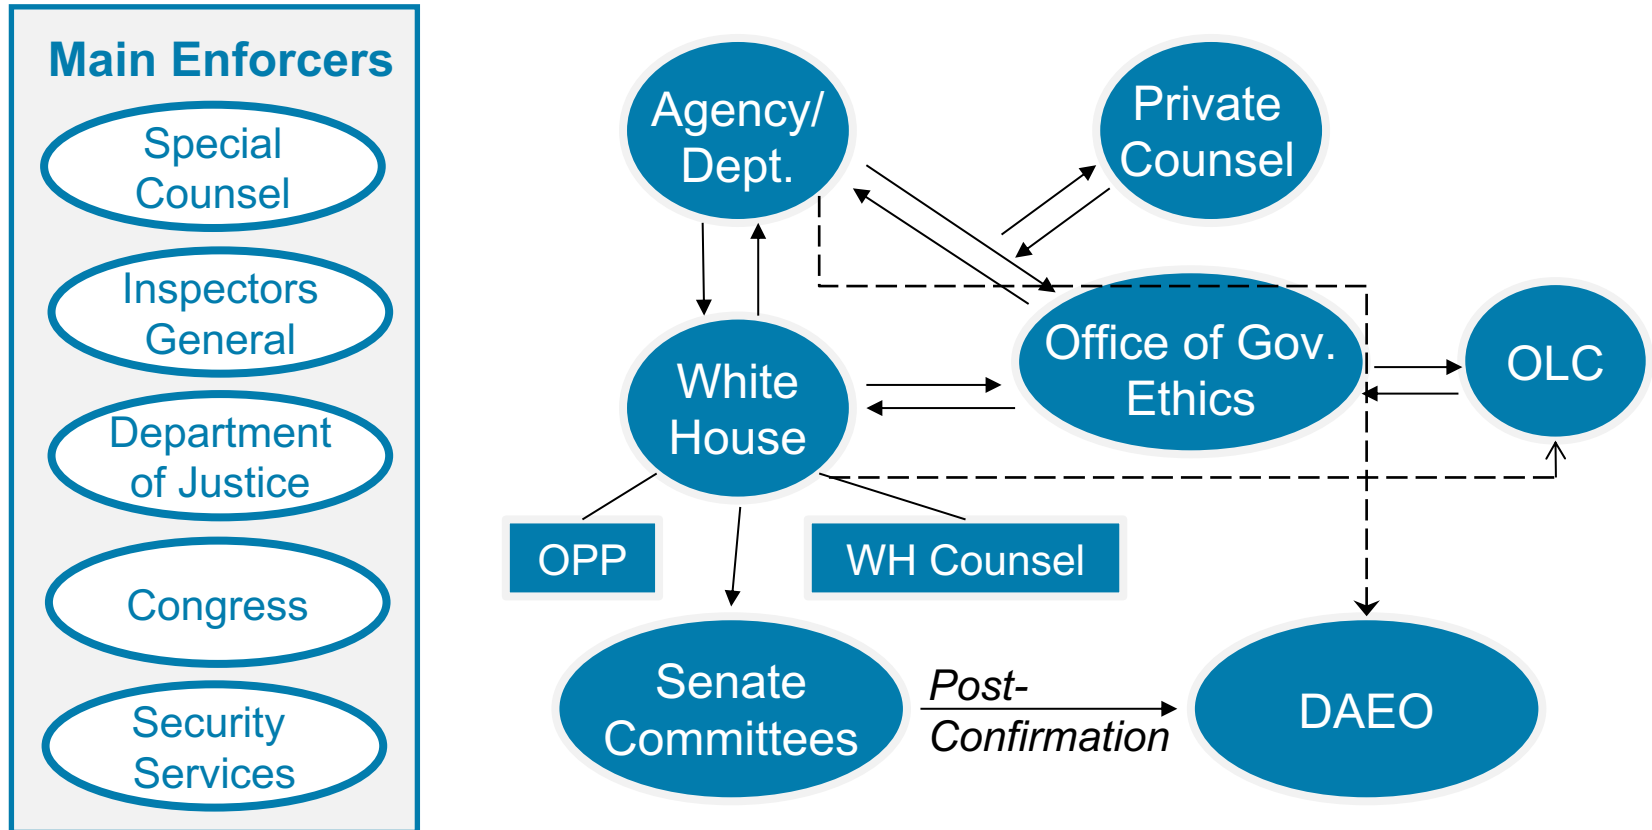 Main Enforcers
Special
Counsel
Inspectors
General
Department
of Justice
Congress
Security
Services
Agency/
Dept.
Private
Counsel
Office of Gov.
Ethics
OLC
White
House
OPP
WH Counsel
Senate
Committees
Post-
Confirmation
DAEO